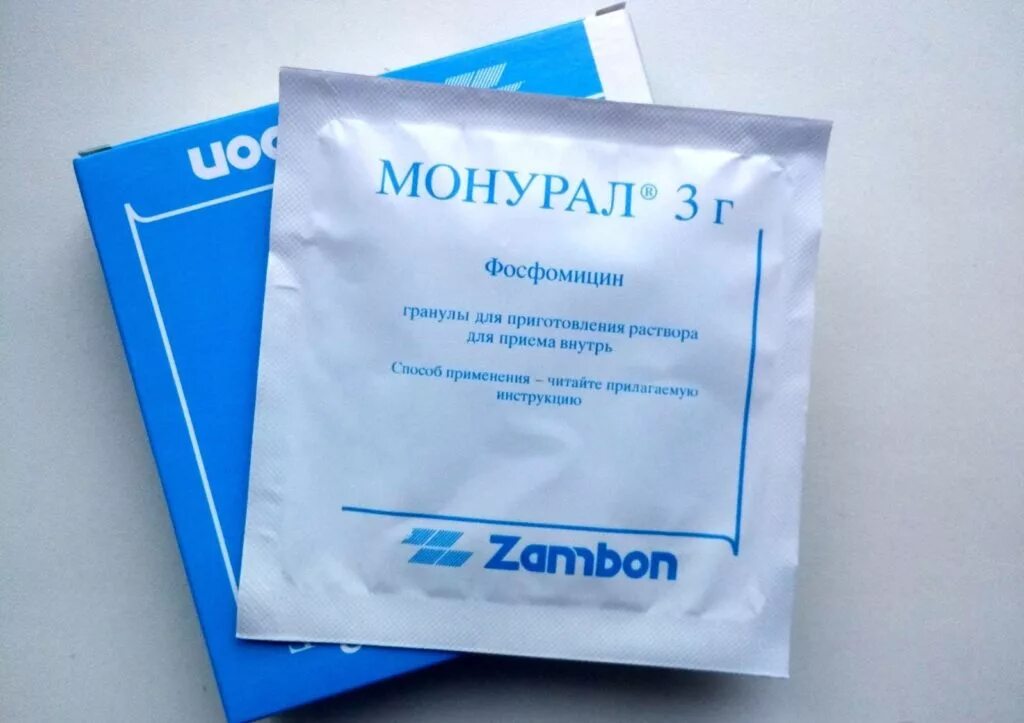 МОНУРАЛ® 3 г
Фосфомицин
гранулы для приготовления раствора
для приема внутрь
Способ применения – читайте прилагаемую
инструкцию
Zambon